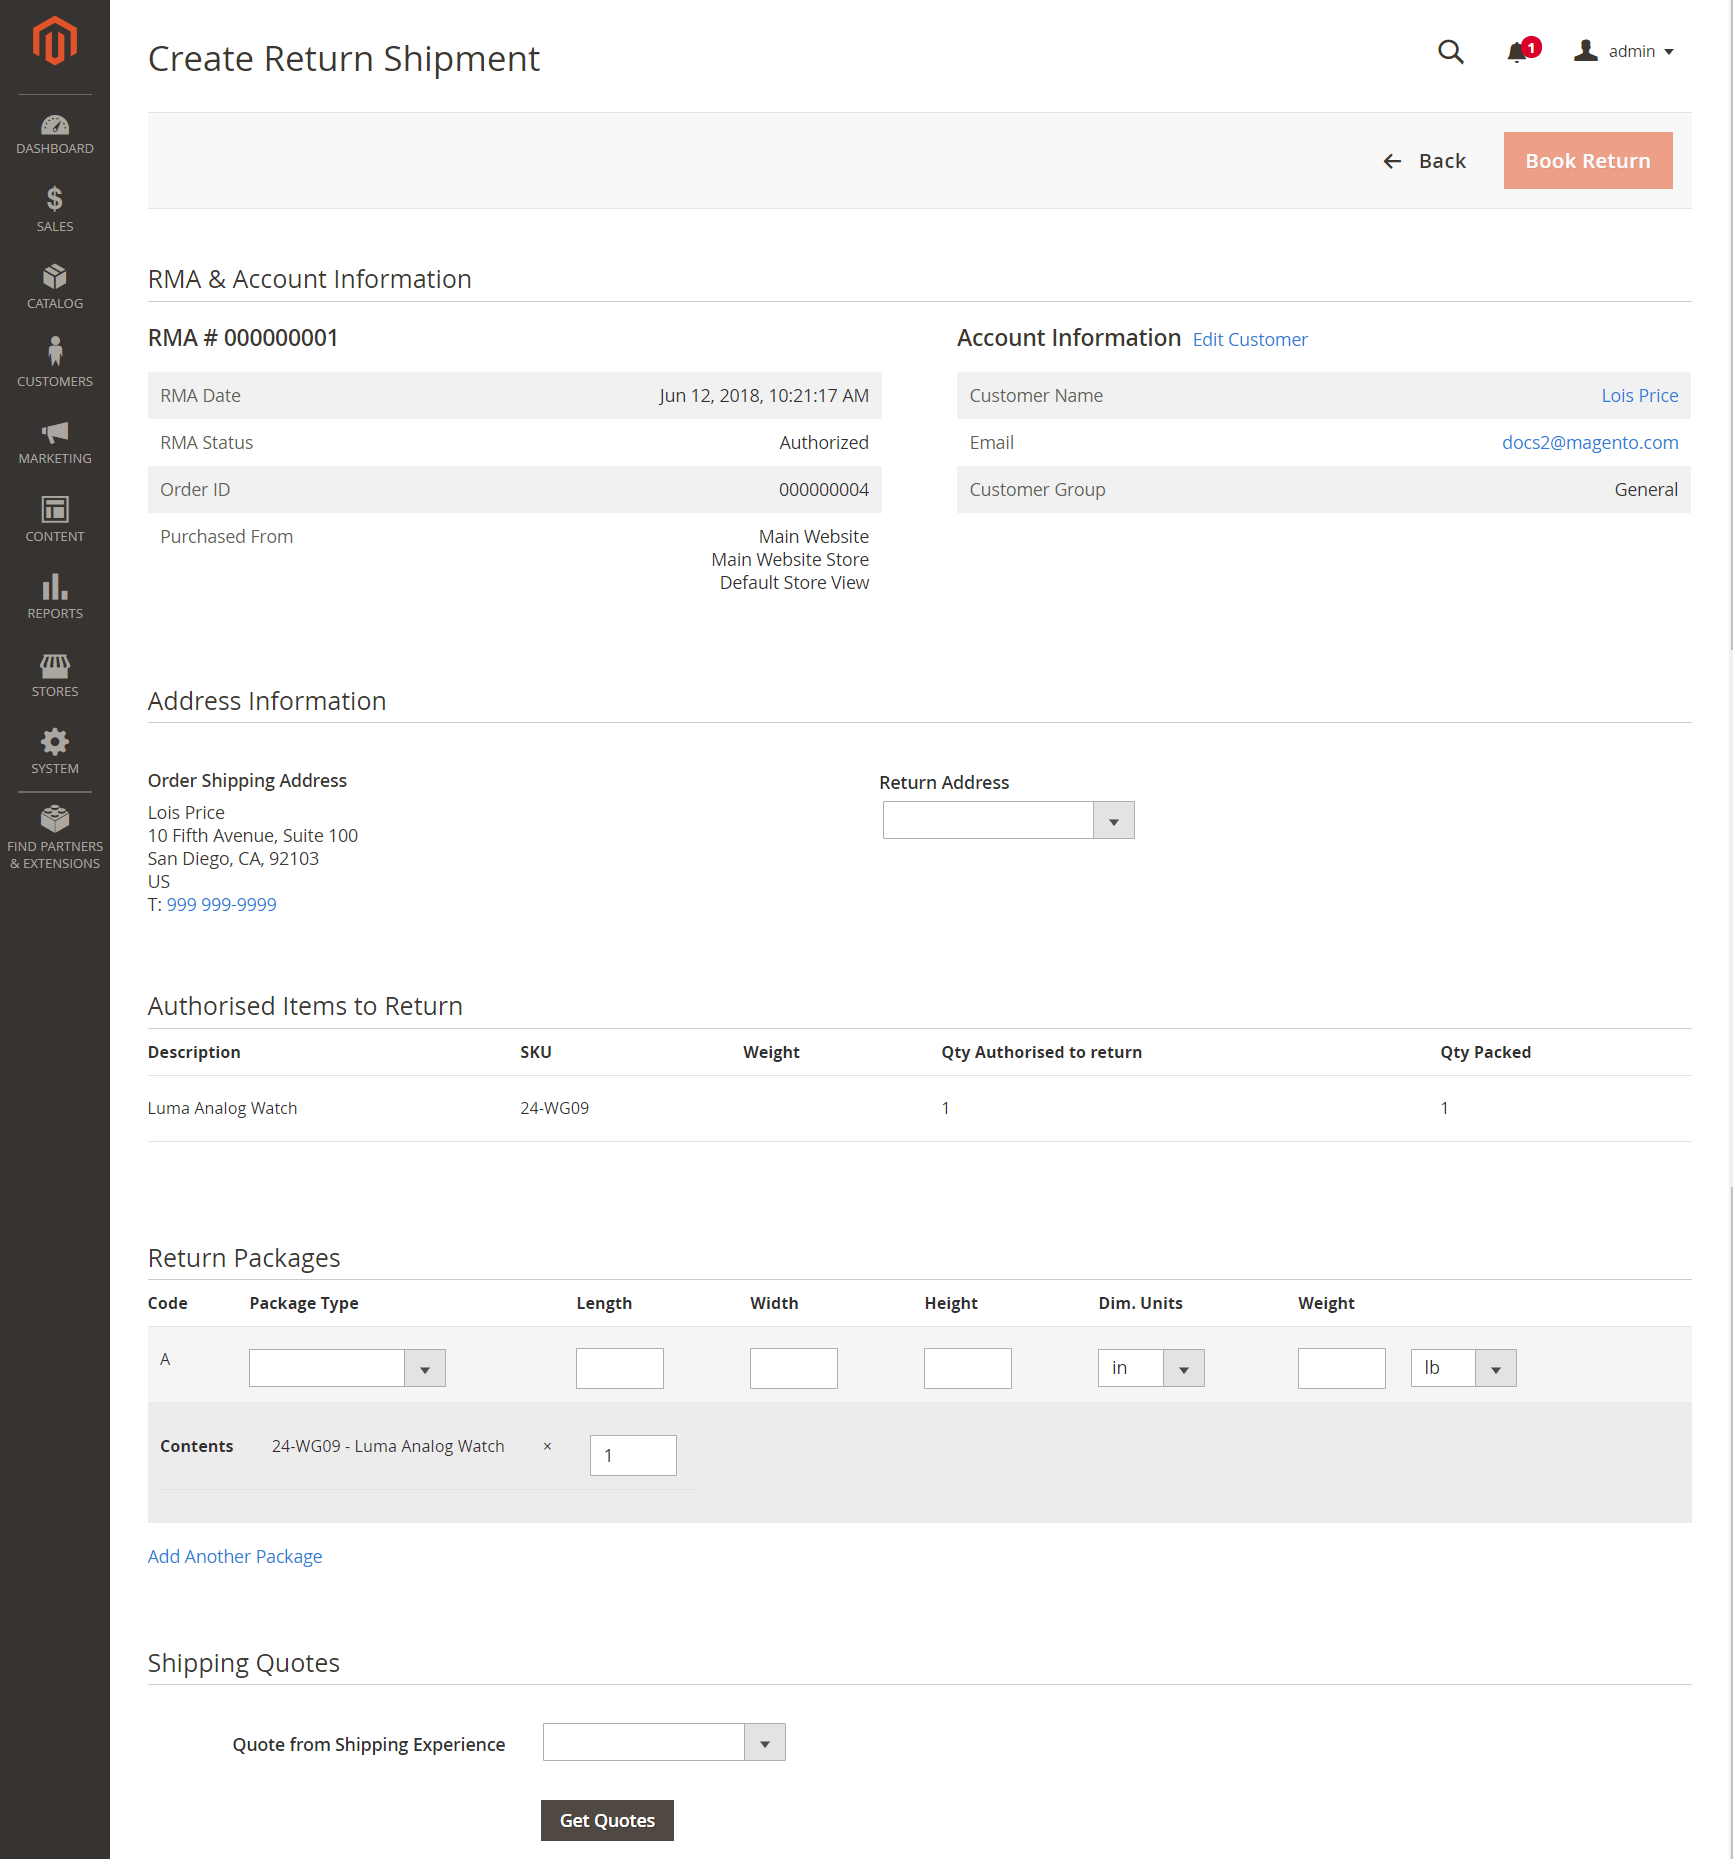 Create Return Shipment
1
admin
DASHBOARD
SALES
CATALOG
CUSTOMERS
MARKETING
CONTENT
REPORTS
STORES
SYSTEM
FIND PARTNERS
& EXTENSIONS
Back
Book Return
RMA & Account Information
RMA # 000000001
RMA Date Jun 12, 2018, 10:21:17 AM
RMA Status Authorized
Order ID 000000004
Purchased From Main Website
Main Website Store
Default Store View
Account Information Edit Customer
Customer Name Lois Price
Email docs2@magento.com
Customer Group General
Address Information
Order Shipping Address
Lois Price
10 Fifth Avenue, Suite 100
San Diego, CA, 92103
US
T: 999 999-9999
Return Address
Authorised Items to Return
Description SKU Weight Qty Authorised to return Qty Packed
Luma Analog Watch 24-WG09 1 1
Return Packages
Code Package Type Length Width Height Dim. Units Weight
A in lb
Contents 24-WG09 - Luma Analog Watch × 1
Add Another Package
Shipping Quotes
Quote from Shipping Experience
Get Quotes